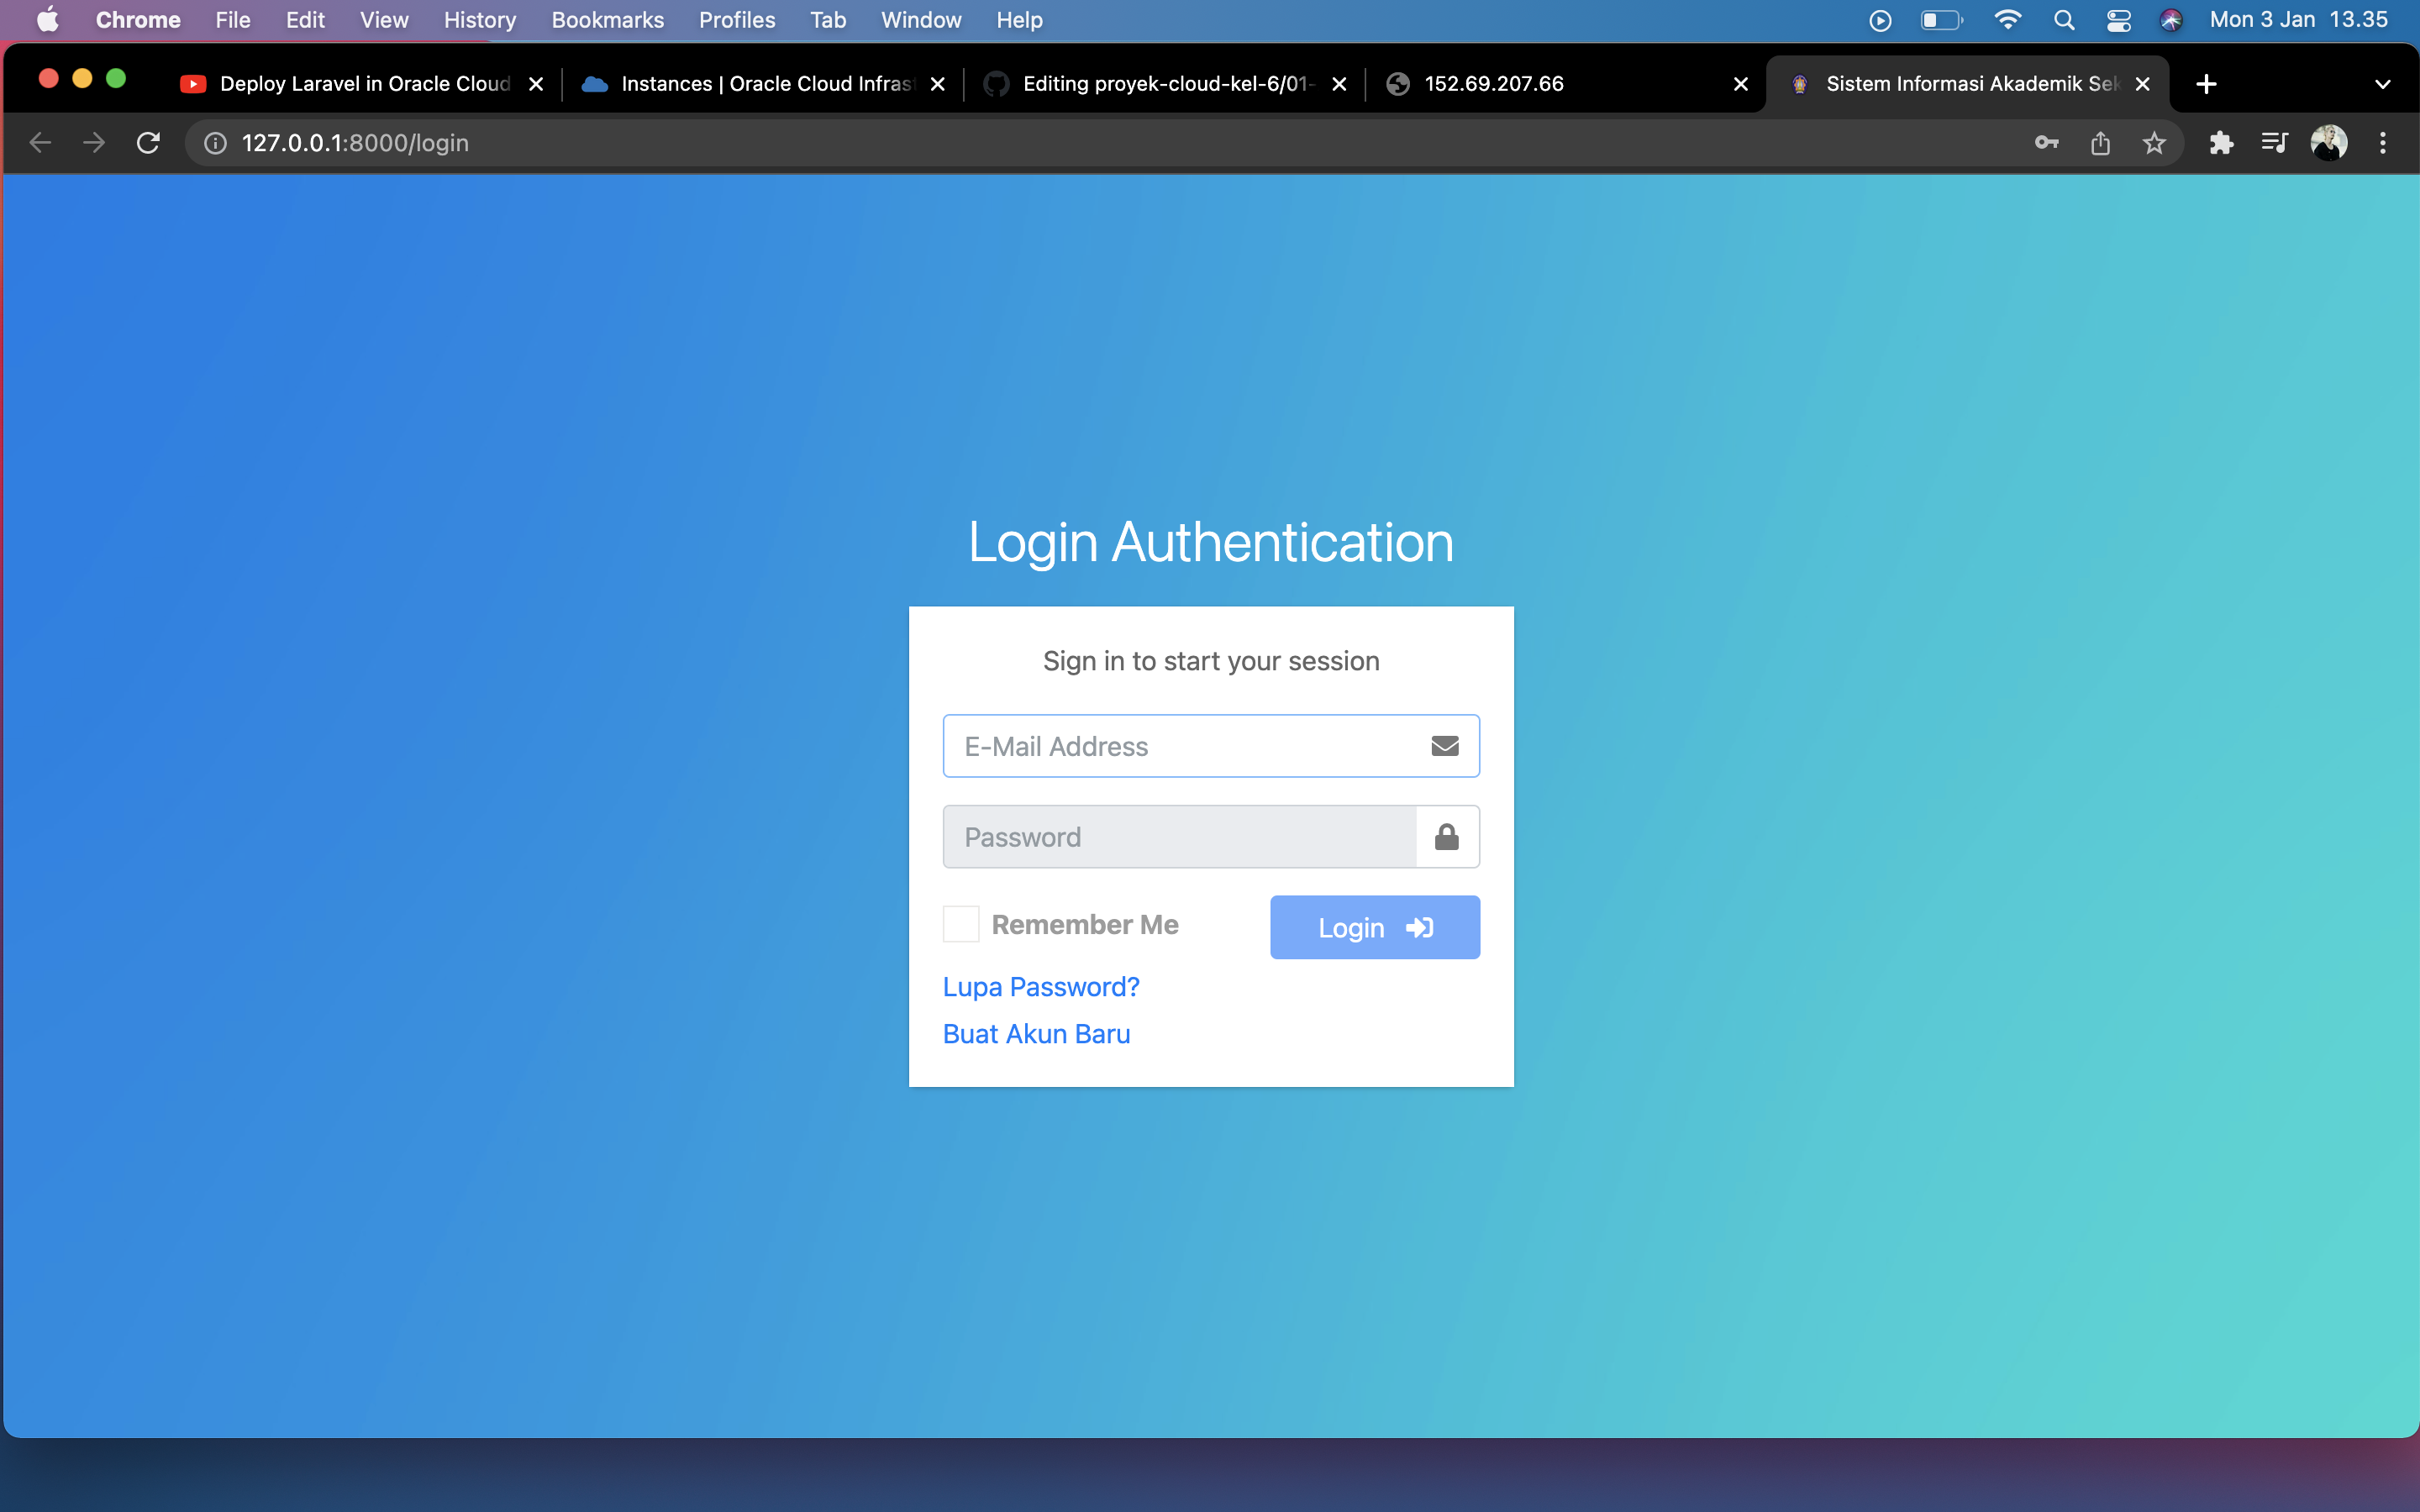 Chrome File Edit View History Bookmarks Profiles Tab Window Help Mon 3 Jan 13.35
Deploy Laravel in Oracle Cloud Instances | Oracle Cloud Infrast Editing proyek-cloud-kel-6/01- 152.69.207.66 Sistem Informasi Akademik Sek
127.0.0.1:8000/login
Login Authentication
Sign in to start your session
E-Mail Address
Password
Remember Me Login
Lupa Password?
Buat Akun Baru